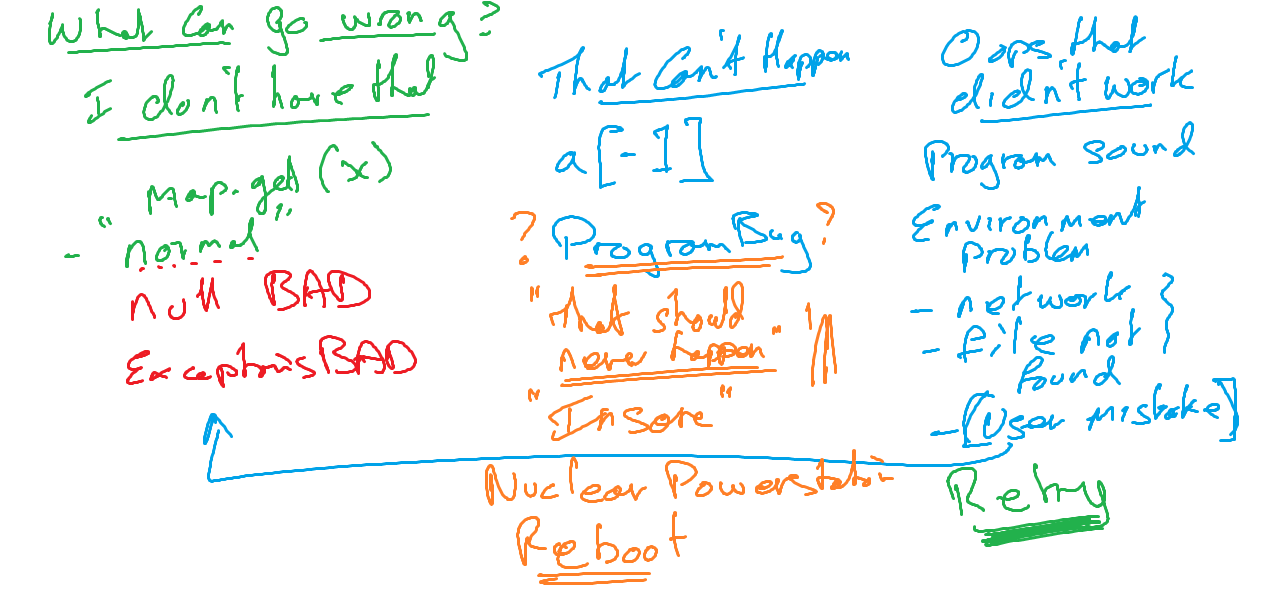 What can go wrong?
I don't have that
Map.get (x)
- "normal"
null BAD
Exceptions BAD
That Can't Happen
a[-1]
? Program Bug ?
"That should
never happen"
"Insane"
Nuclear Powerstation
Reboot
Oops that
didn't work
Program sound
Environment
problem
- network
- file not
found
- [User mistake]
Retry